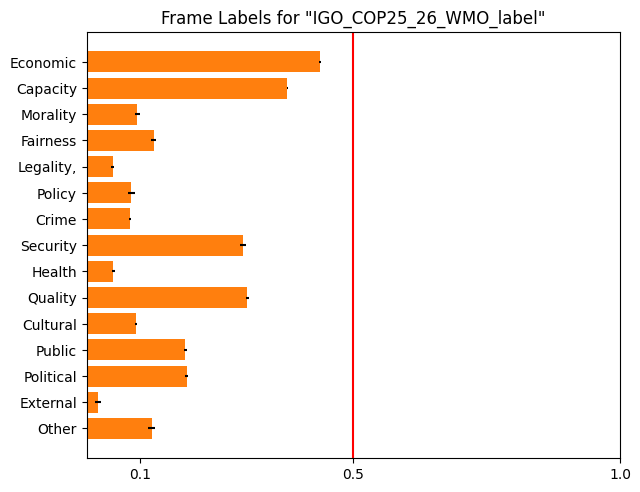 Frame Labels for "IGO_COP25_26_WMO_label"
Economic
Capacity
Morality
Fairness
Legality,
Policy
Crime
Security
Health
Quality
Cultural
Public
Political
External
Other
0.1 0.5 1.0